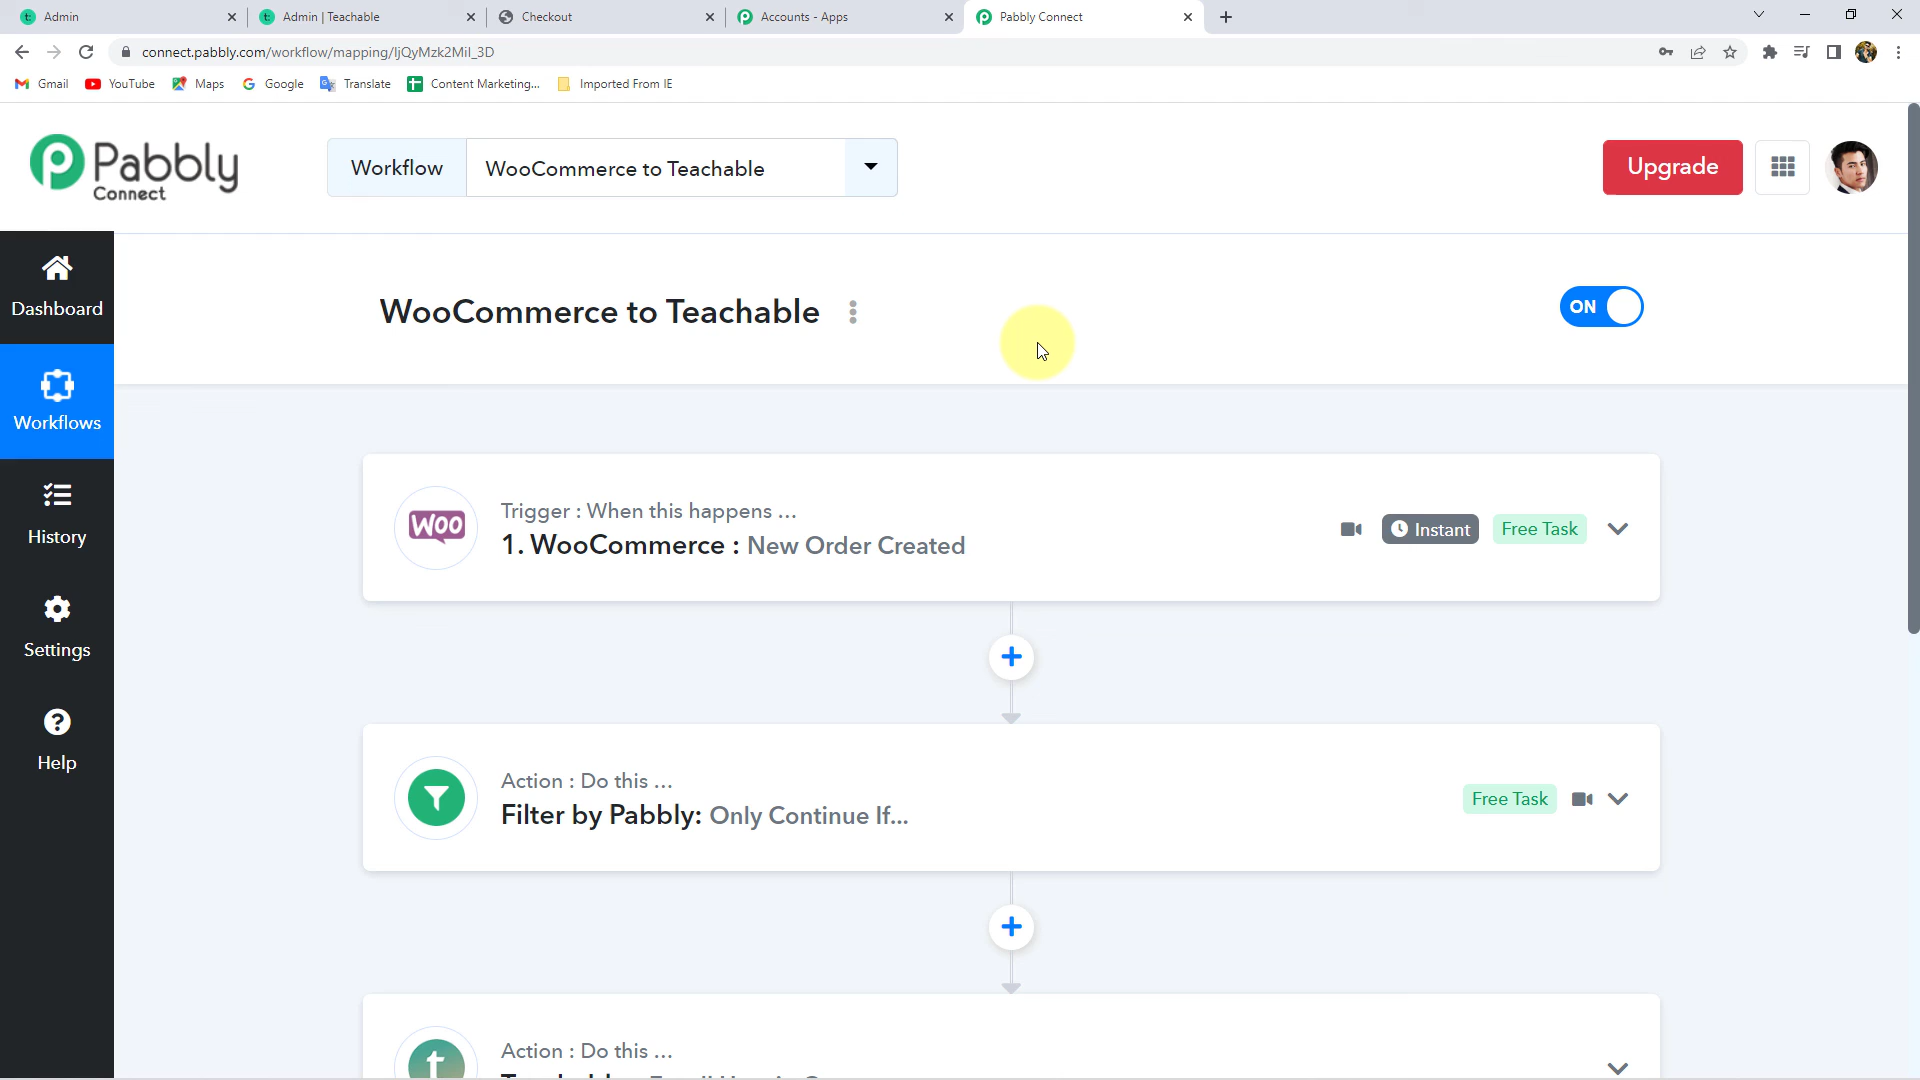 Admin
Admin | Teachable
Checkout
Accounts - Apps
Pabbly Connect
connect.pabbly.com/workflow/mapping/IjQyMzk2MiI_3D
Gmail
YouTube
Maps
Google
Translate
Content Marketing...
Imported From IE
Pabbly
Connect
Workflow
WooCommerce to Teachable
Upgrade
Dashboard
Workflows
History
Settings
Help
WooCommerce to Teachable
ON
WOO
Trigger : When this happens ...
1. WooCommerce : New Order Created
Instant
Free Task
Action : Do this ...
Filter by Pabbly: Only Continue If...
Free Task
Action : Do this ...